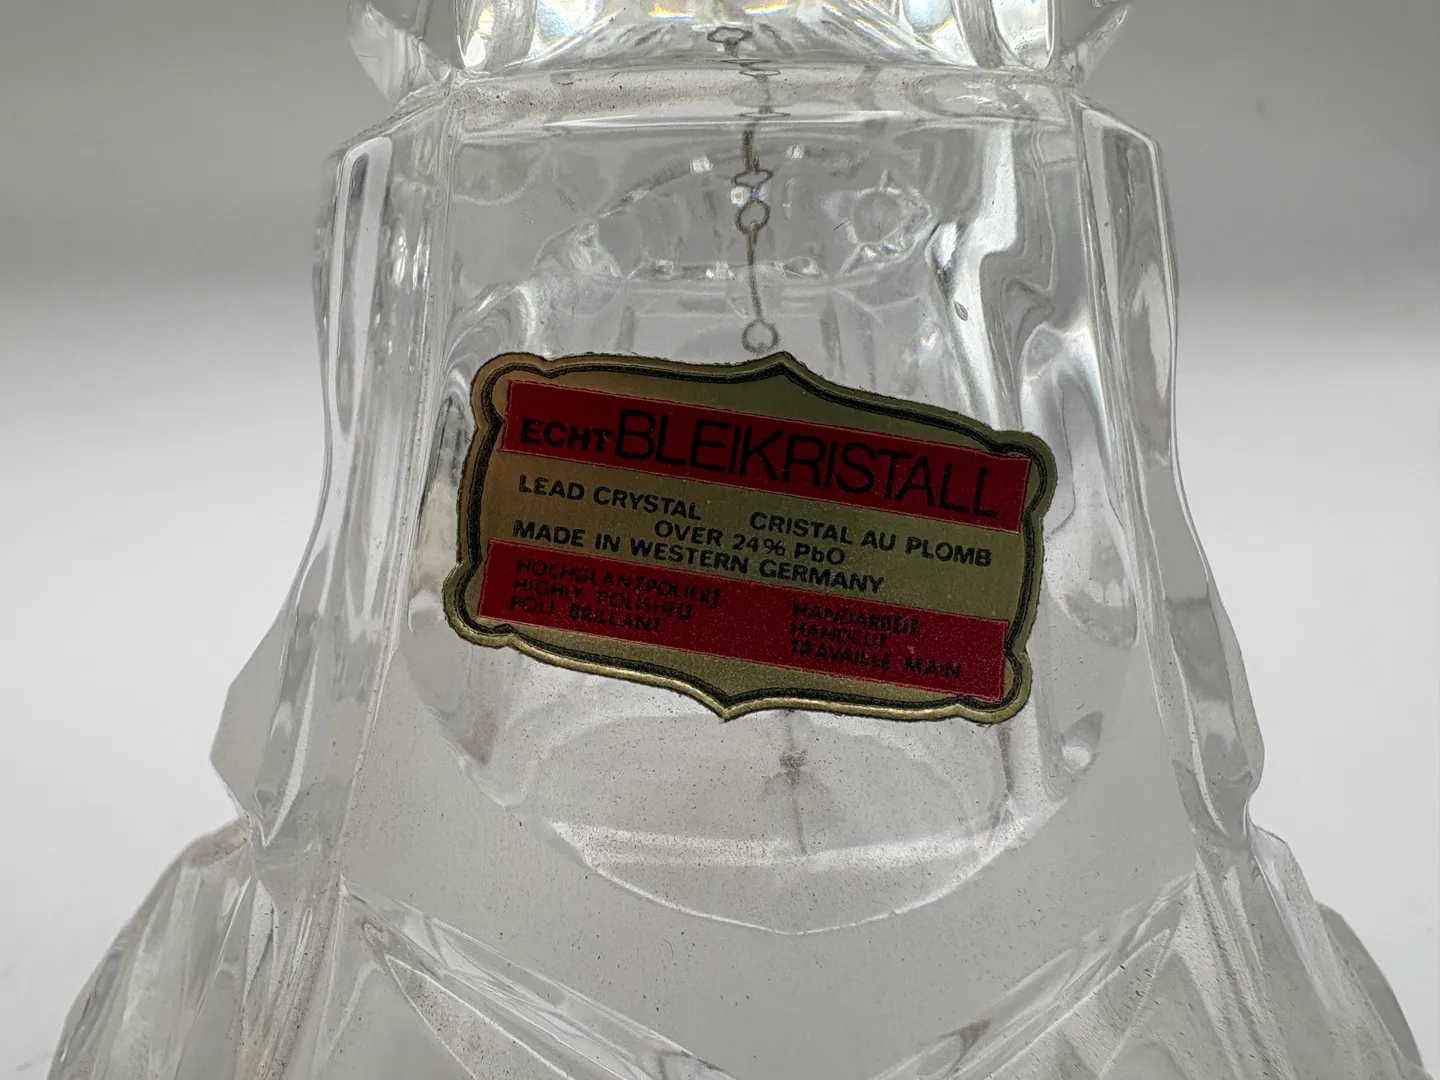 ECHT BLEIKRISTALL
LEAD CRYSTAL CRISTAL AU PLOMB
OVER 24% PbO
MADE IN WESTERN GERMANY
HOCHGLANZPOLIERT HANDARBEIT
HIGHLY POLISHED HANDCUT
POLI BRILLANT TRAVAILLE MAIN